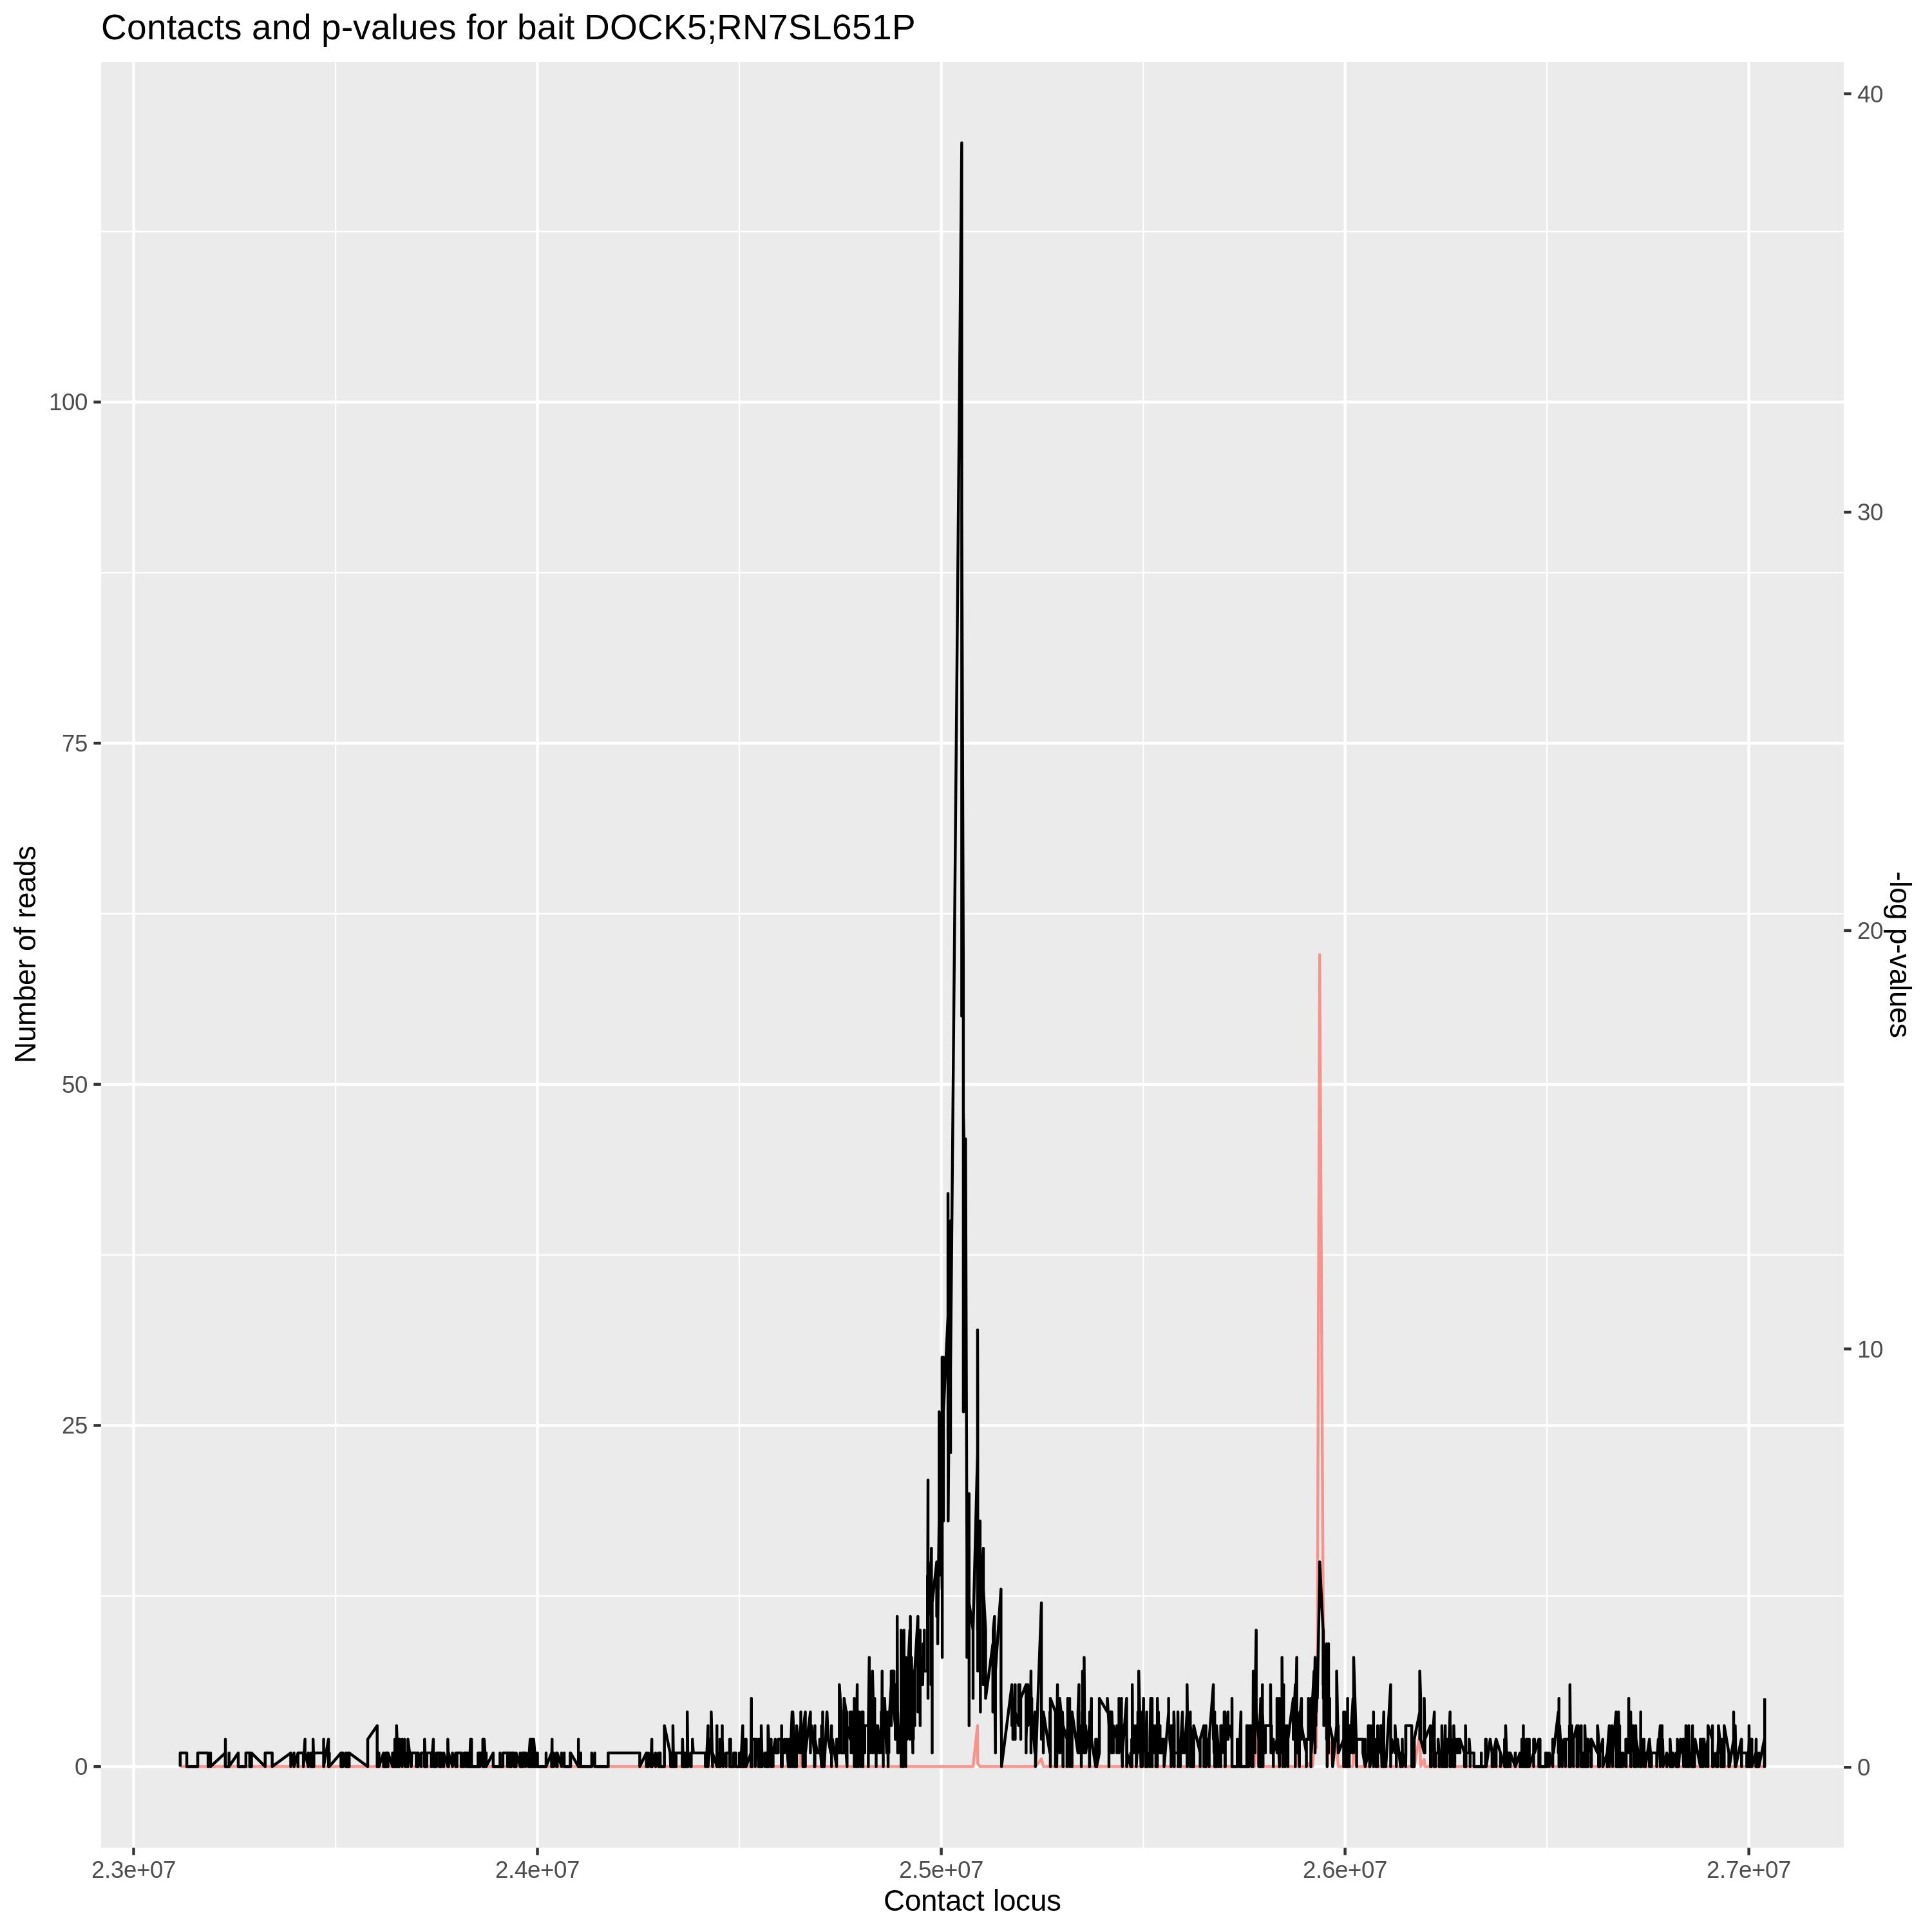 Contacts and p-values for bait DOCK5;RN7SL651P
40
100
30
75
20
50
10
25
0
0
Number of reads
-log p-values
2.3e+07 2.4e+07 2.5e+07 2.6e+07 2.7e+07
Contact locus